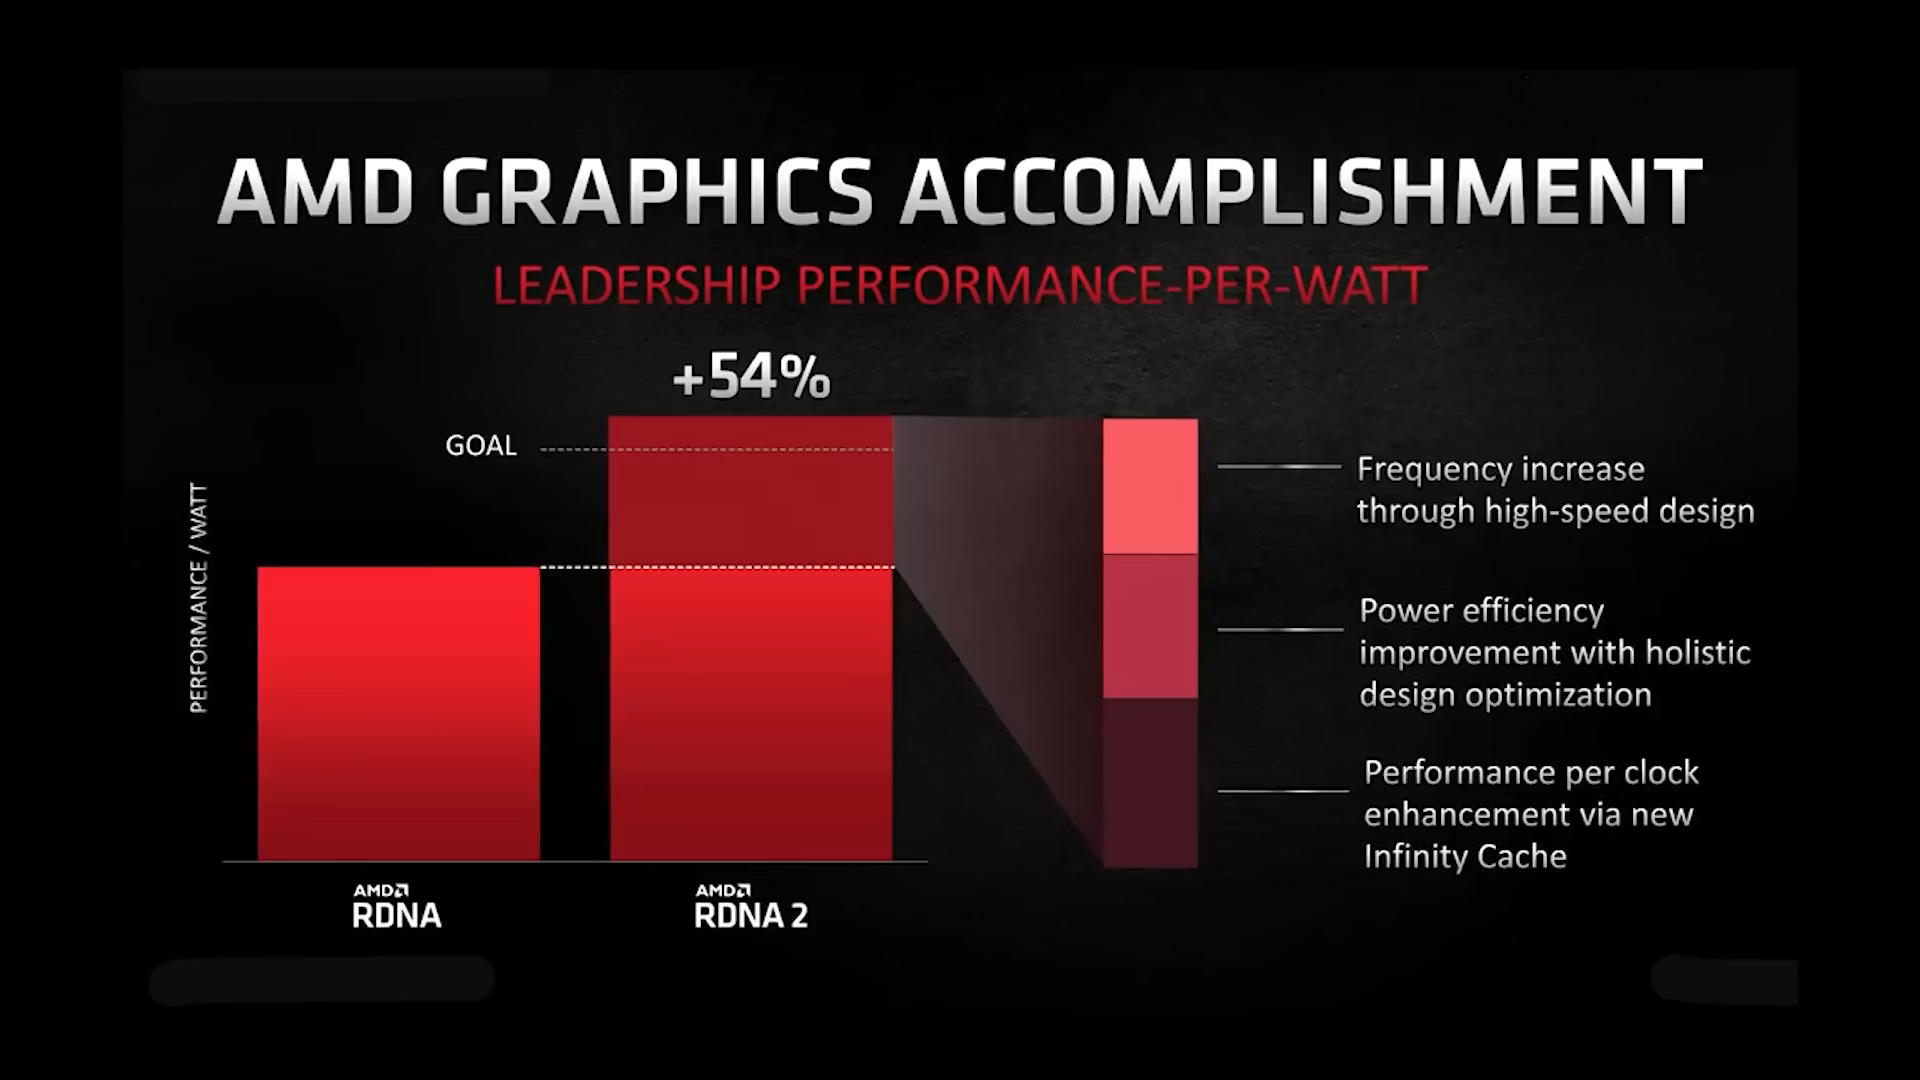 AMD GRAPHICS ACCOMPLISHMENT
LEADERSHIP PERFORMANCE-PER-WATT
+54%
GOAL
PERFORMANCE / WATT
AMD
RDNA
AMD
RDNA 2
Frequency increase
through high-speed design
Power efficiency
improvement with holistic
design optimization
Performance per clock
enhancement via new
Infinity Cache